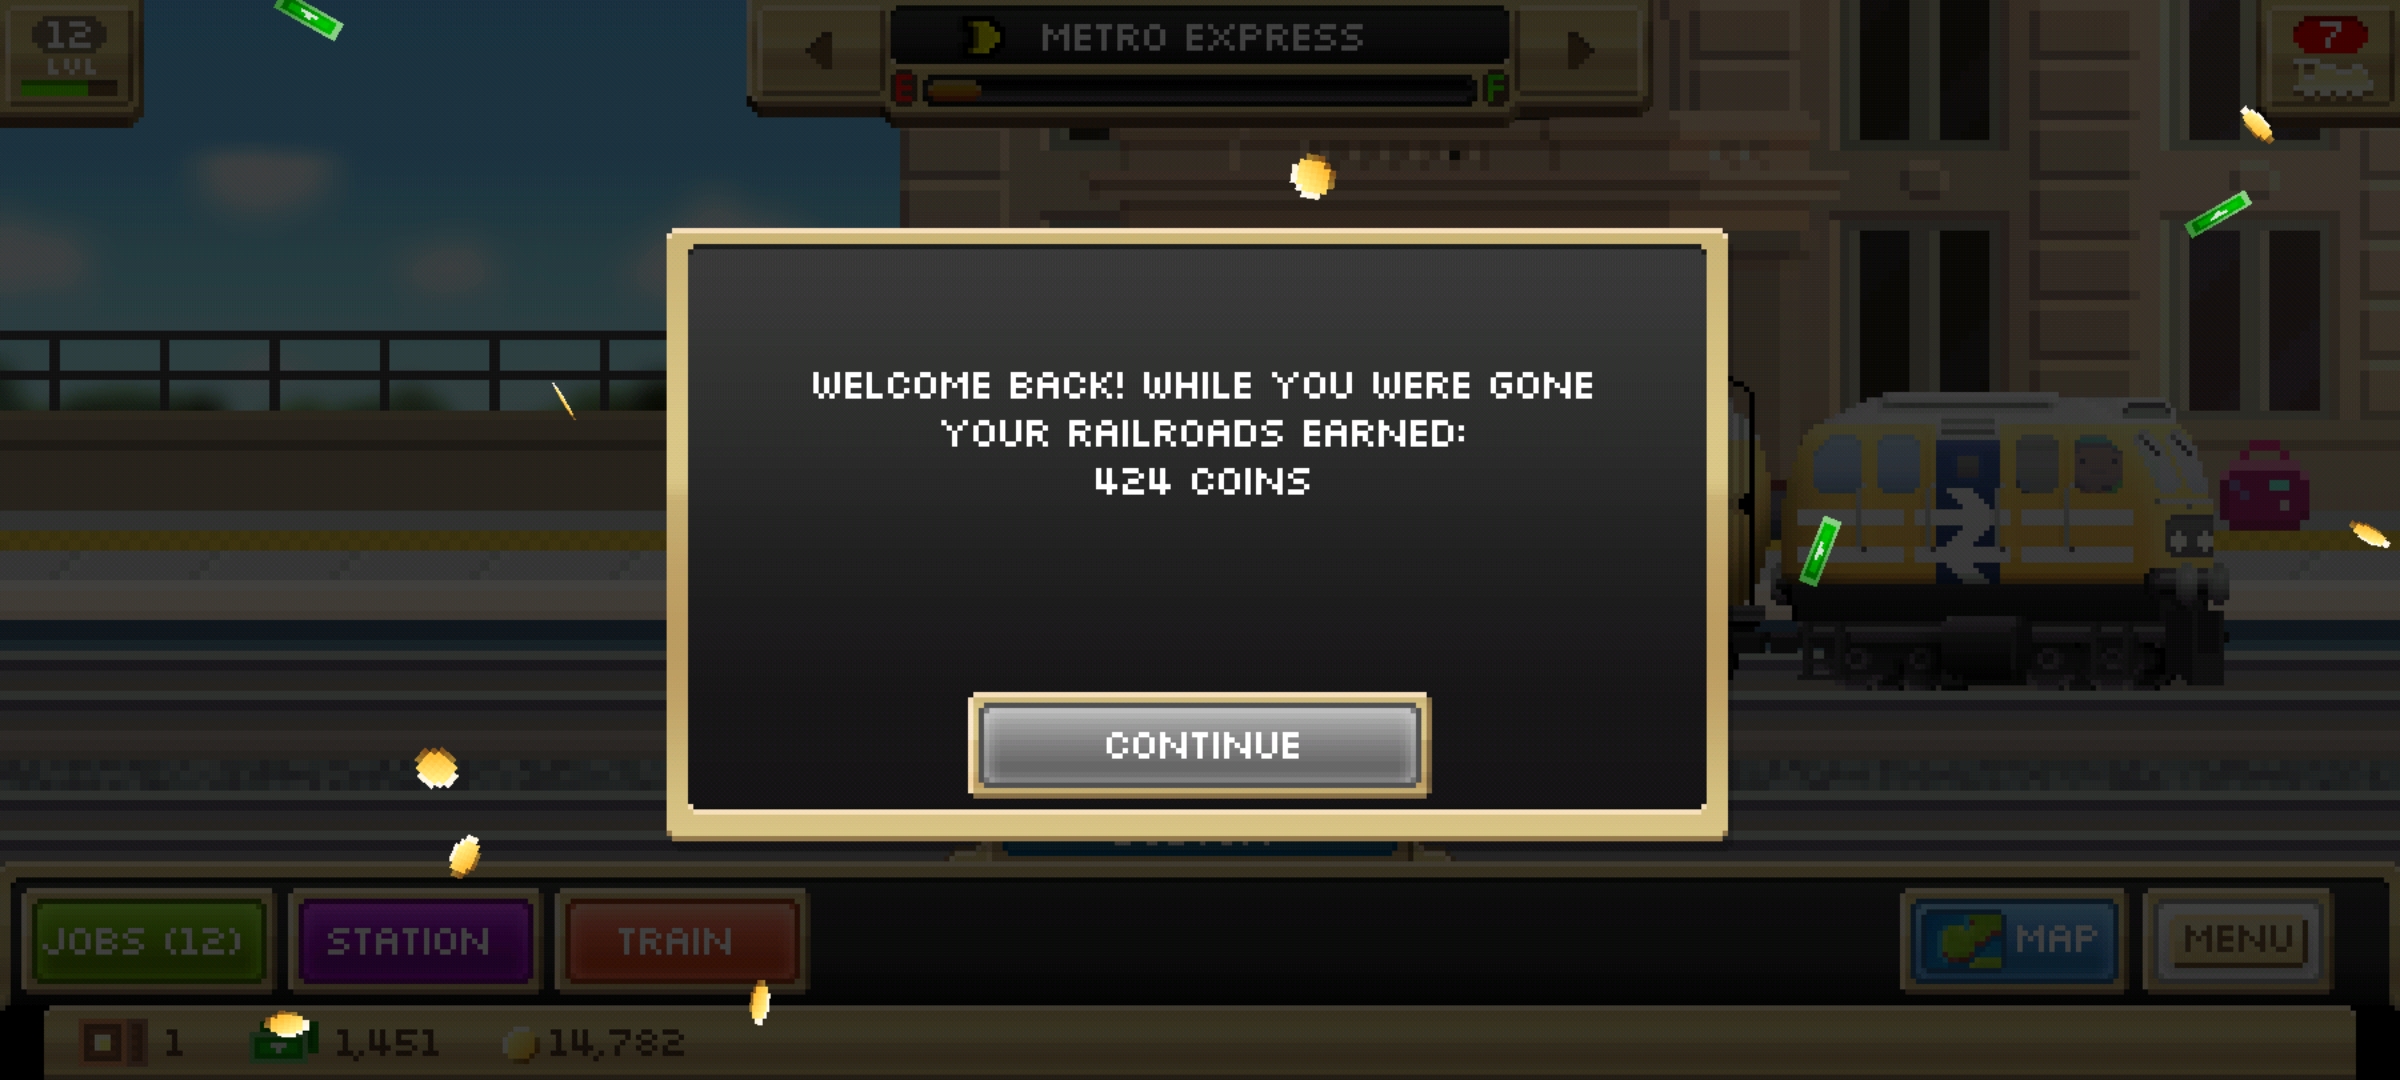 12
LVL
METRO EXPRESS
E F
7
WELCOME BACK! WHILE YOU WERE GONE
YOUR RAILROADS EARNED:
424 COINS
CONTINUE
JOBS (12) STATION TRAIN MAP MENU
1 1,451 14,782